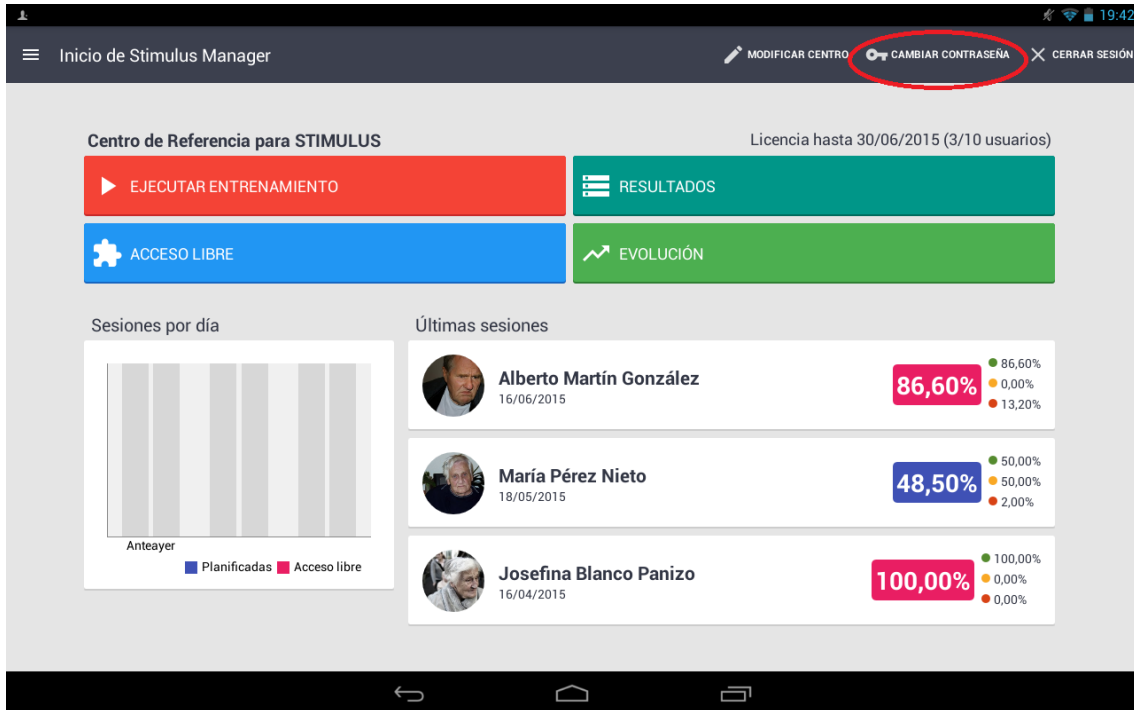 19:42
Inicio de Stimulus Manager
MODIFICAR CENTRO
CAMBIAR CONTRASEÑA
CERRAR SESIÓN
Centro de Referencia para STIMULUS
Licencia hasta 30/06/2015 (3/10 usuarios)
EJECUTAR ENTRENAMIENTO
RESULTADOS
ACCESO LIBRE
EVOLUCIÓN
Sesiones por día
Anteayer
Planificadas
Acceso libre
Últimas sesiones
Alberto Martín González
16/06/2015
86,60%
86,60%
0,00%
13,20%
María Pérez Nieto
18/05/2015
48,50%
50,00%
50,00%
2,00%
Josefina Blanco Panizo
16/04/2015
100,00%
100,00%
0,00%
0,00%